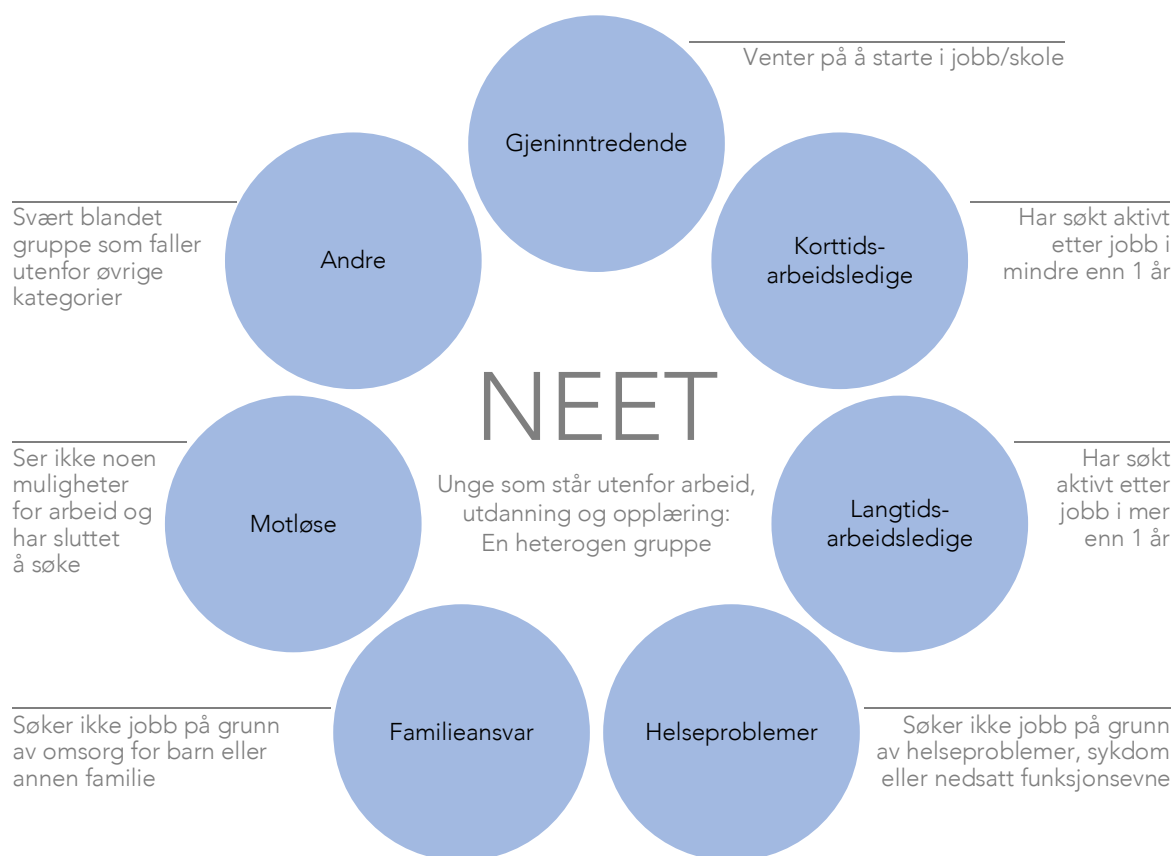 Gjeninntredende
Venter på å starte i jobb/skole
Korttids-
arbeidsledige
Har søkt aktivt
etter jobb i
mindre enn 1 år
Langtids-
arbeidsledige
Har søkt
aktivt etter
jobb i mer
enn 1 år
Helseproblemer
Søker ikke jobb på grunn
av helseproblemer, sykdom
eller nedsatt funksjonsevne
Familieansvar
Søker ikke jobb på grunn
av omsorg for barn eller
annen familie
Motløse
Ser ikke noen
muligheter
for arbeid og
har sluttet
å søke
Andre
Svært blandet
gruppe som faller
utenfor øvrige
kategorier
NEET
Unge som står utenfor arbeid,
utdanning og opplæring:
En heterogen gruppe